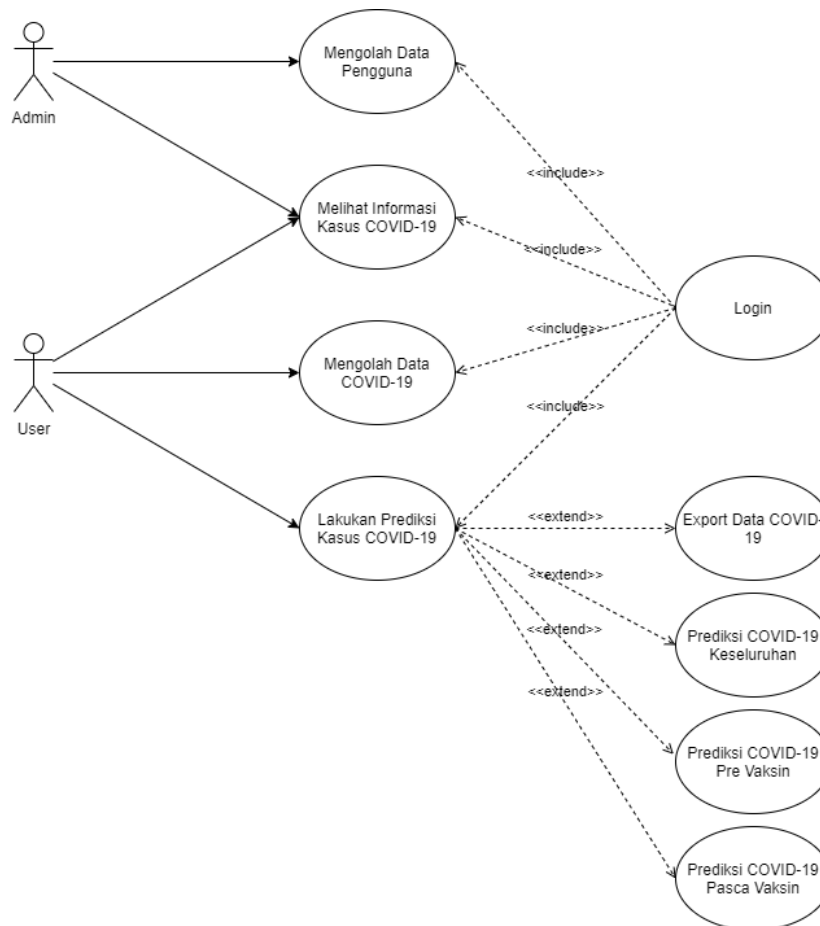 Mengolah Data
Pengguna
Admin
<<include>>
Melihat Informasi
Kasus COVID-19
<<include>>
Login
<<include>>
Mengolah Data
COVID-19
User
<<include>>
Lakukan Prediksi
Kasus COVID-19
<<extend>>
Export Data COVID-
19
<<extend>>
Prediksi COVID-19
Keseluruhan
<<extend>>
<<extend>>
Prediksi COVID-19
Pre Vaksin
Prediksi COVID-19
Pasca Vaksin